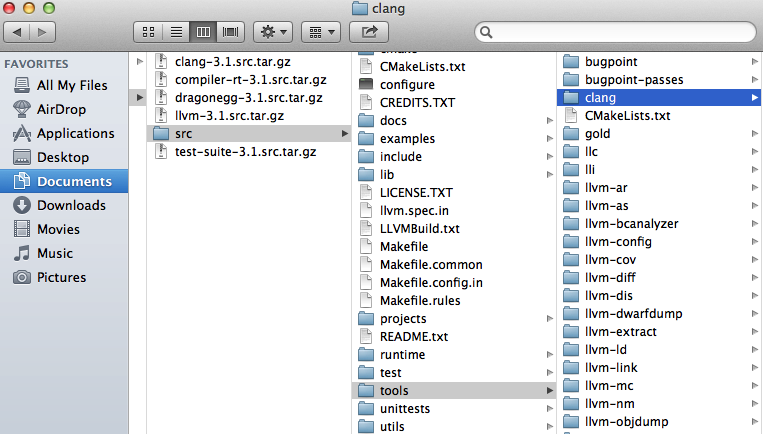 clang
FAVORITES
All My Files
AirDrop
Applications
Desktop
Documents
Downloads
Movies
Music
Pictures
clang-3.1.src.tar.gz
compiler-rt-3.1.src.tar.gz
dragonegg-3.1.src.tar.gz
llvm-3.1.src.tar.gz
src
test-suite-3.1.src.tar.gz
CMakeLists.txt
configure
CREDITS.TXT
docs
examples
include
lib
LICENSE.TXT
llvm.spec.in
LLVMBuild.txt
Makefile
Makefile.common
Makefile.config.in
Makefile.rules
projects
README.txt
runtime
test
tools
unittests
utils
bugpoint
bugpoint-passes
clang
CMakeLists.txt
gold
llc
lli
llvm-ar
llvm-as
llvm-bcanalyzer
llvm-config
llvm-cov
llvm-diff
llvm-dis
llvm-dwarfdump
llvm-extract
llvm-ld
llvm-link
llvm-mc
llvm-nm
llvm-objdump